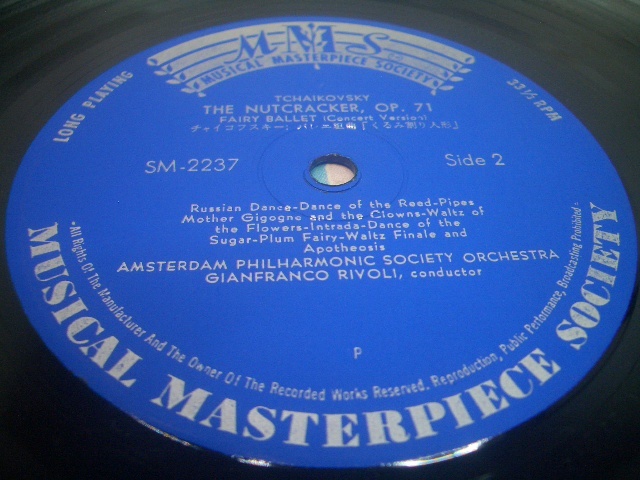 MMS
MUSICAL MASTERPIECE SOCIETY
LONG PLAYING
33⅓ RPM
TCHAIKOVSKY
THE NUTCRACKER, OP. 71
FAIRY BALLET (Concert Version)
チャイコフスキー; バレエ組曲「くるみ割り人形」
SM-2237
Side 2
Russian Dance-Dance of the Reed-Pipes
Mother Gigogne and the Clowns-Waltz of
the Flowers-Intrada-Dance of the
Sugar-Plum Fairy-Waltz Finale and
Apotheosis
AMSTERDAM PHILHARMONIC SOCIETY ORCHESTRA
GIANFRANCO RIVOLI, conductor
P
-All Rights Of The Manufacturer And The Owner Of The Recorded Works Reserved. Reproduction, Public Performance, Broadcasting Prohibited-
MUSICAL MASTERPIECE SOCIETY